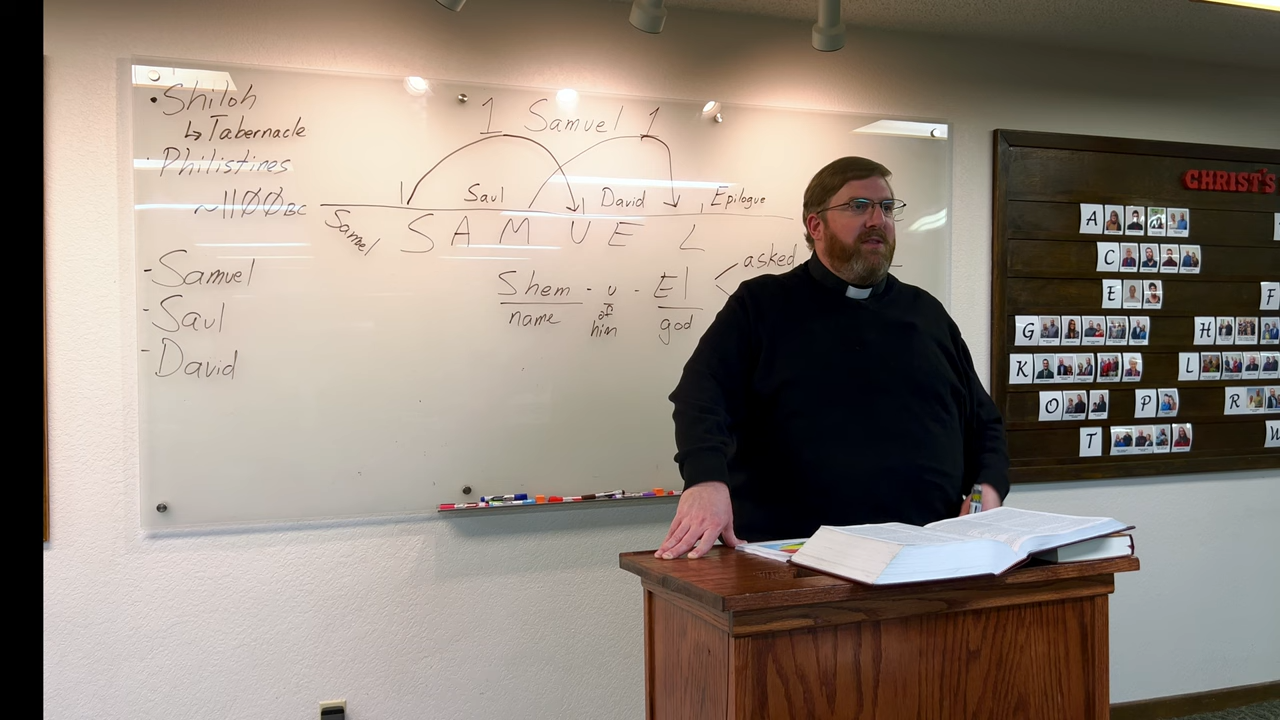 • Shiloh
↳ Tabernacle
Philistines
~1100 BC
- Samuel
- Saul
- David
1 Samuel 1
Saul David Epilogue
Samuel
S A M U E L
Shem - u - El < asked
name of him god
CHRIST'S
A
C
E F
G H
K L
O P R
T W